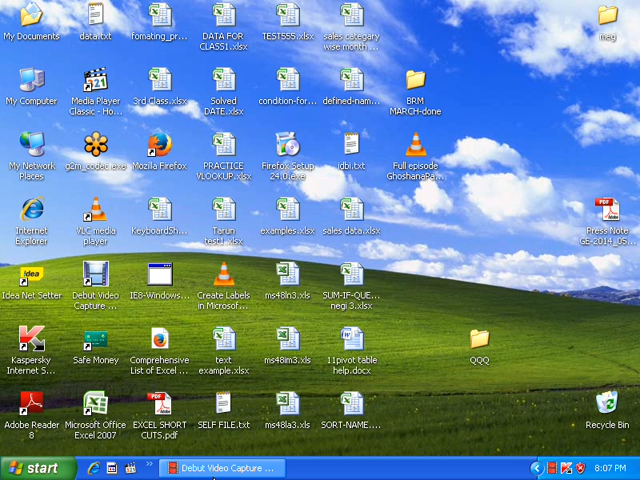 My Documents
data.txt
fomating_pr...
DATA FOR
CLASS1.xlsx
TEST555.xlsx
sales categary
wise month ...
meg
My Computer
Media Player
Classic - Ho...
3rd Class.xlsx
Solved
DATE.xlsx
condition-for...
defined-nam...
BRM
MARCH-done
My Network
Places
g2m_codec.exe
Mozilla Firefox
PRACTICE
VLOOKUP.xlsx
Firefox Setup
24.0.exe
idbi.txt
Full episode
GhoshanaPa...
Internet
Explorer
VLC media
player
KeyboardSh...
Tarun
test1.xlsx
examples.xlsx
sales data.xlsx
Press Note
GE-2014_05...
Idea Net Setter
Debut Video
Capture ...
IE8-Windows...
Create Labels
in Microsof...
ms48ln3.xls
SUM-IF-QUE...
negi 3.xlsx
Kaspersky
Internet S...
Safe Money
Comprehensive
List of Excel ...
text
example.xlsx
ms48im3.xls
11pivot table
help.docx
QQQ
Adobe Reader
8
Microsoft Office
Excel 2007
EXCEL SHORT
CUTS.pdf
SELF FILE.txt
ms48la3.xls
SORT-NAME...
Recycle Bin
start
Debut Video Capture ...
8:07 PM